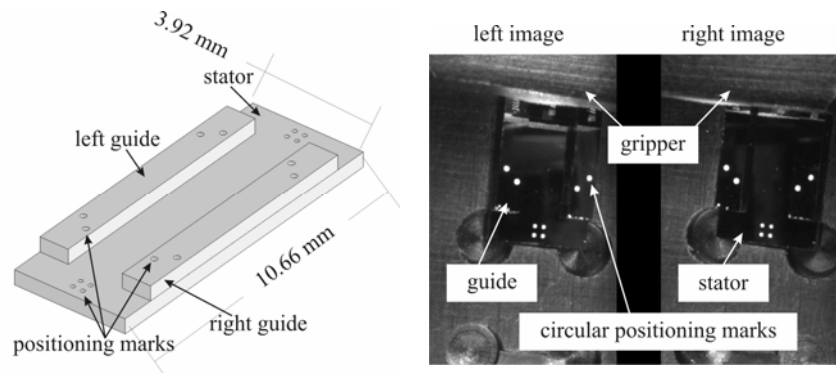 3.92 mm
stator
left guide
10.66 mm
positioning marks
right guide
left image
right image
gripper
guide
stator
circular positioning marks